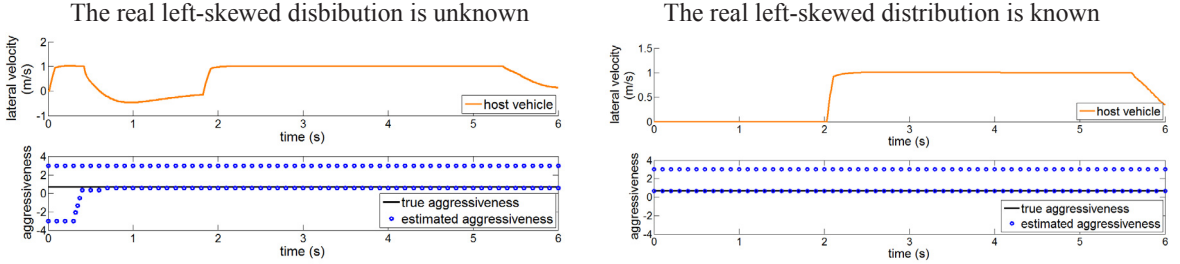 The real left-skewed disbibution is unknown
lateral velocity
(m/s)
2
1
0
-1
0 1 2 3 4 5 6
host vehicle
time (s)
aggressiveness
4
2
0
-2
-4
0 1 2 3 4 5 6
true aggressiveness
estimated aggressiveness
time (s)
The real left-skewed distribution is known
lateral velocity
(m/s)
1.5
1
0.5
0
0 1 2 3 4 5 6
host vehicle
time (s)
aggressiveness
4
2
0
-2
-4
0 1 2 3 4 5 6
true aggressiveness
estimated aggressiveness
time (s)